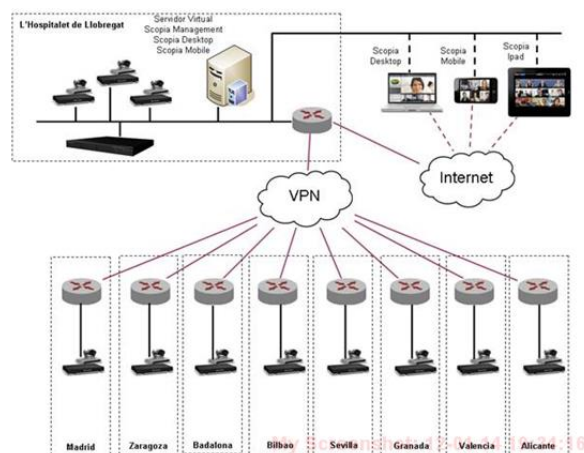 L'Hospitalet de Llobregat
Servidor Virtual
Scopia Management
Scopia Desktop
Scopia Mobile
Scopia
Desktop
Scopia
Mobile
Scopia
Ipad
Internet
VPN
Madrid
Zaragoza
Badalona
Bilbao
Sevilla
Granada
Valencia
Alicante